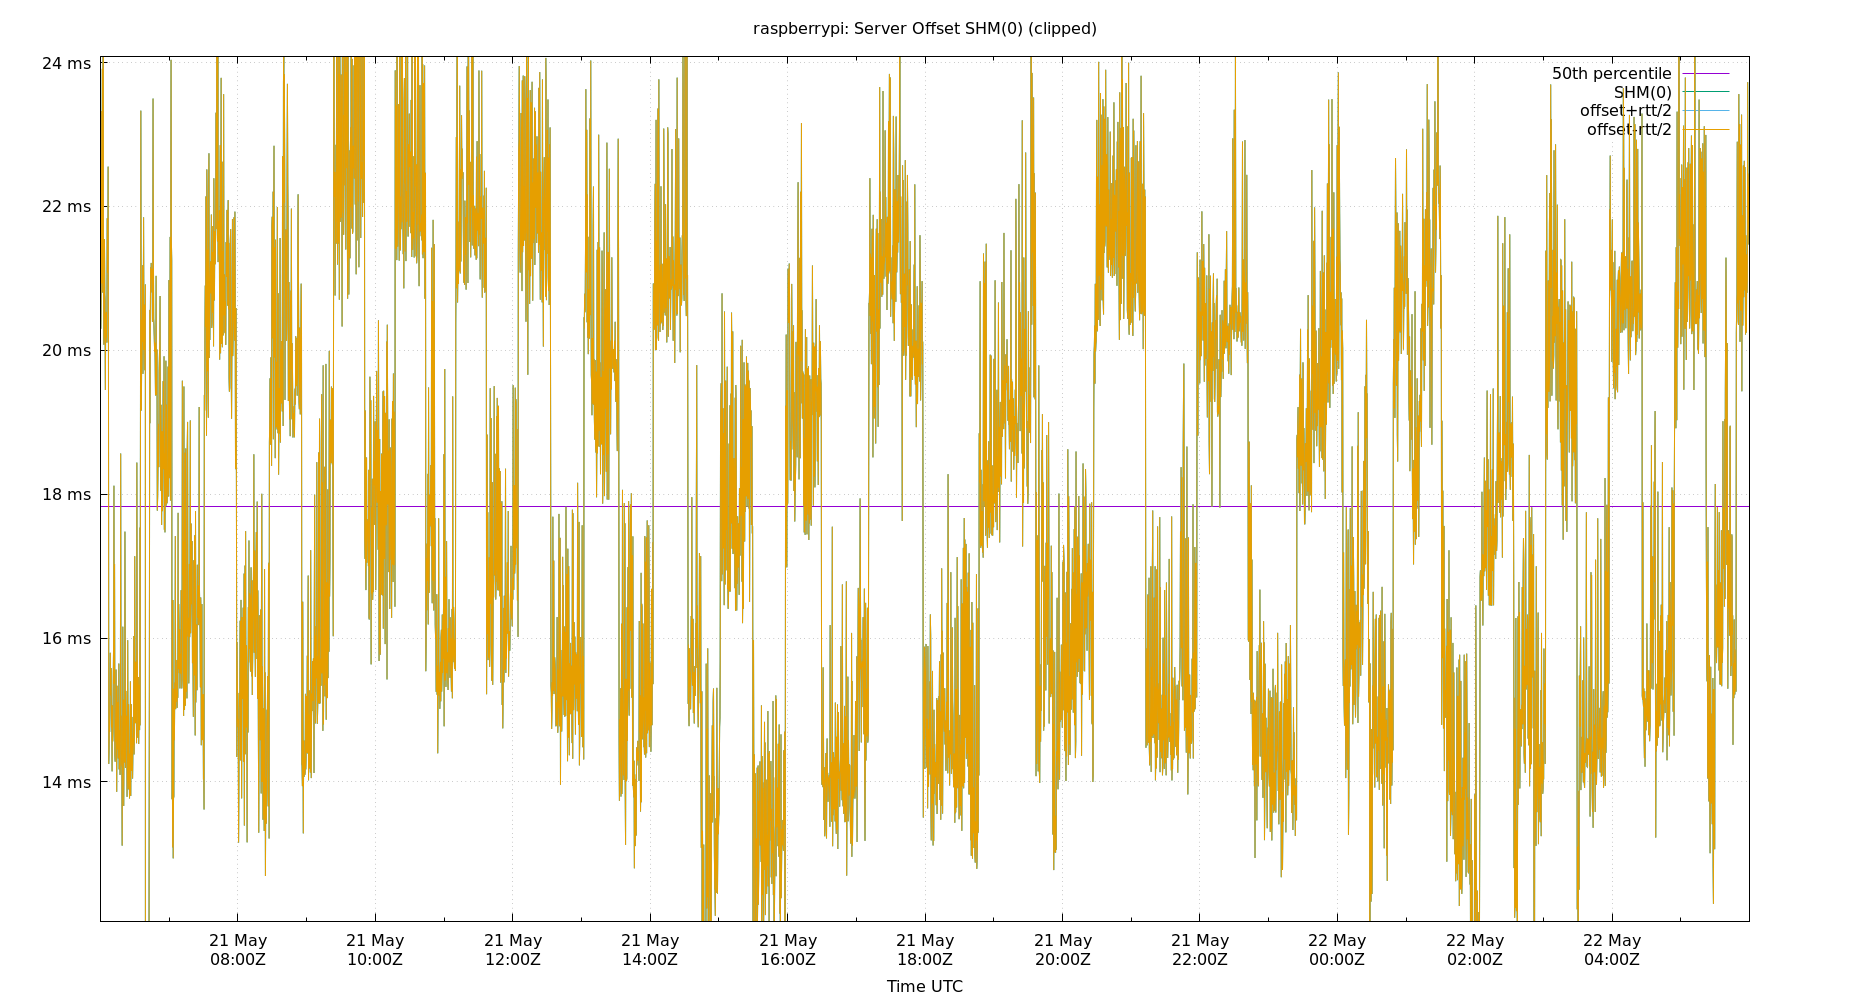 raspberrypi: Server Offset SHM(0) (clipped)
24 ms
22 ms
20 ms
18 ms
16 ms
14 ms
50th percentile
SHM(0)
offset+rtt/2
offset-rtt/2
21 May
08:00Z
21 May
10:00Z
21 May
12:00Z
21 May
14:00Z
21 May
16:00Z
21 May
18:00Z
21 May
20:00Z
21 May
22:00Z
22 May
00:00Z
22 May
02:00Z
22 May
04:00Z
Time UTC